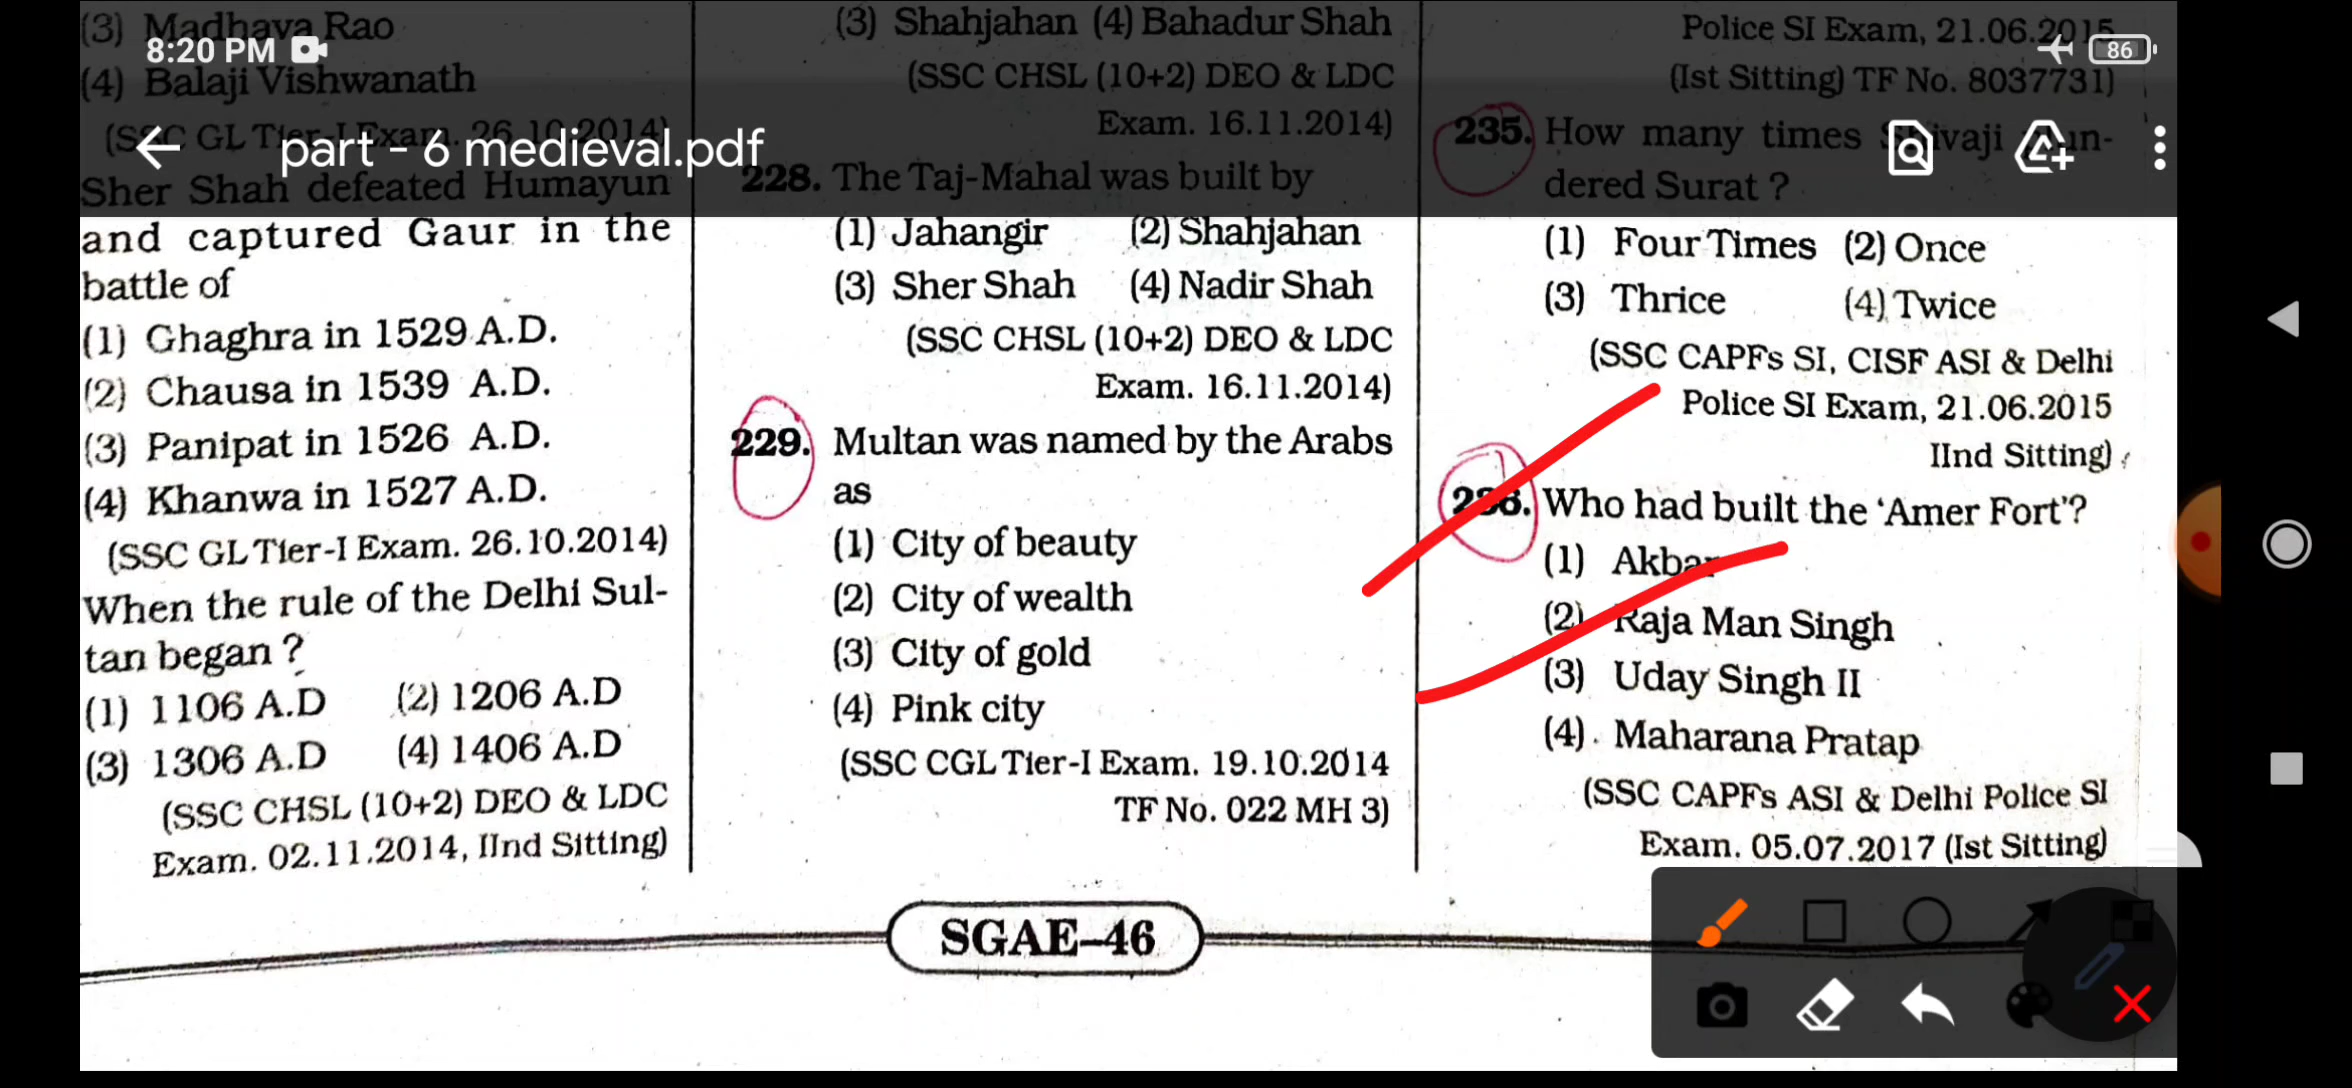 8:20 PM
86
part - 6 medieval.pdf
(3) Madhava Rao
(4) Balaji Vishwanath
(SSC GL Tier-I Exam. 26.10.2014)
Sher Shah defeated Humayun
and captured Gaur in the
battle of
(1) Ghaghra in 1529 A.D.
(2) Chausa in 1539 A.D.
(3) Panipat in 1526 A.D.
(4) Khanwa in 1527 A.D.
(SSC GL Tier-I Exam. 26.10.2014)
When the rule of the Delhi Sul-
tan began ?
(1) 1106 A.D (2) 1206 A.D
(3) 1306 A.D (4) 1406 A.D
(SSC CHSL (10+2) DEO & LDC
Exam. 02.11.2014, IInd Sitting)
(3) Shahjahan (4) Bahadur Shah
(SSC CHSL (10+2) DEO & LDC
Exam. 16.11.2014)
228. The Taj-Mahal was built by
(1) Jahangir (2) Shahjahan
(3) Sher Shah (4) Nadir Shah
(SSC CHSL (10+2) DEO & LDC
Exam. 16.11.2014)
229. Multan was named by the Arabs
as
(1) City of beauty
(2) City of wealth
(3) City of gold
(4) Pink city
(SSC CGL Tier-I Exam. 19.10.2014
TF No. 022 MH 3)
Police SI Exam, 21.06.2015
(Ist Sitting) TF No. 8037731)
235. How many times Shivaji plun-
dered Surat ?
(1) Four Times (2) Once
(3) Thrice (4) Twice
(SSC CAPFs SI, CISF ASI & Delhi
Police SI Exam, 21.06.2015
IInd Sitting)
Who had built the 'Amer Fort'?
(1) Akbar
(2) Raja Man Singh
(3) Uday Singh II
(4) Maharana Pratap
(SSC CAPFs ASI & Delhi Police SI
Exam. 05.07.2017 (Ist Sitting)
SGAE–46